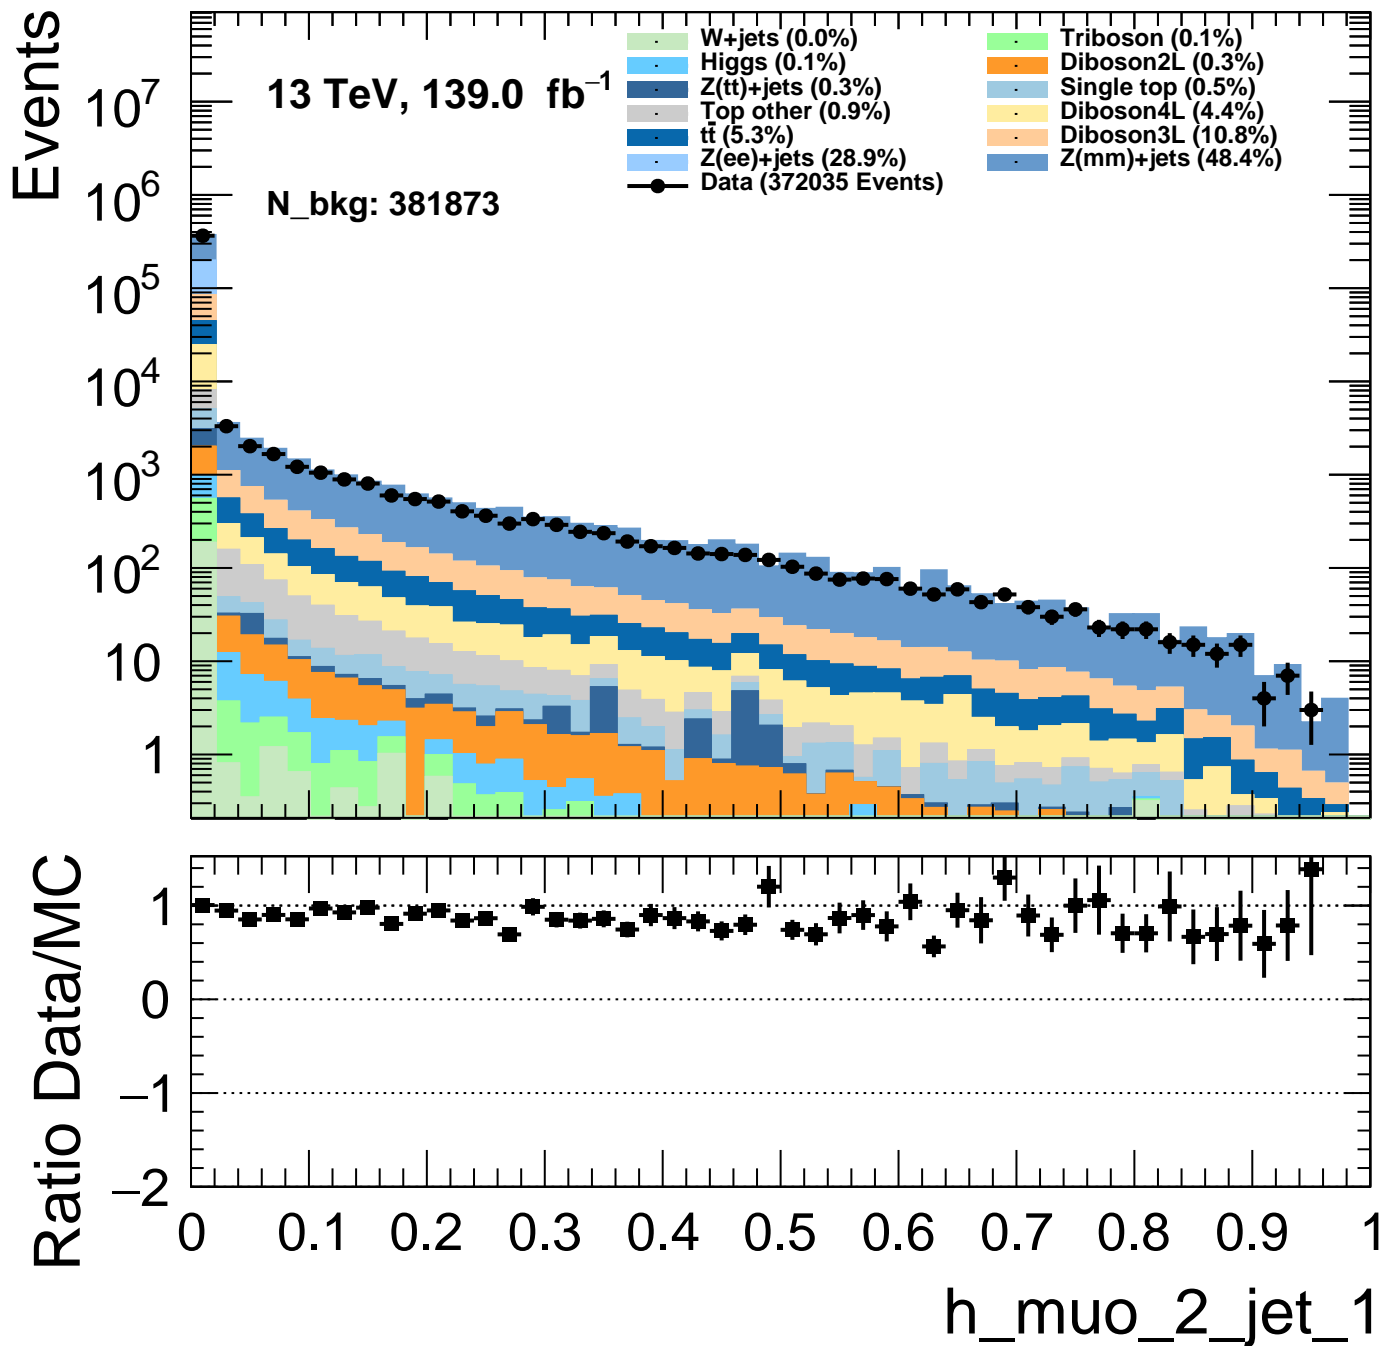 Events
10⁷
10⁶
10⁵
10⁴
10³
10²
10
1
13 TeV, 139.0 fb⁻¹
N_bkg: 381873
W+jets (0.0%)
Higgs (0.1%)
Z(tt)+jets (0.3%)
Top other (0.9%)
tt̄ (5.3%)
Z(ee)+jets (28.9%)
Data (372035 Events)
Triboson (0.1%)
Diboson2L (0.3%)
Single top (0.5%)
Diboson4L (4.4%)
Diboson3L (10.8%)
Z(mm)+jets (48.4%)
Ratio Data/MC
1
0
−1
−2
0 0.1 0.2 0.3 0.4 0.5 0.6 0.7 0.8 0.9 1
h_muo_2_jet_1